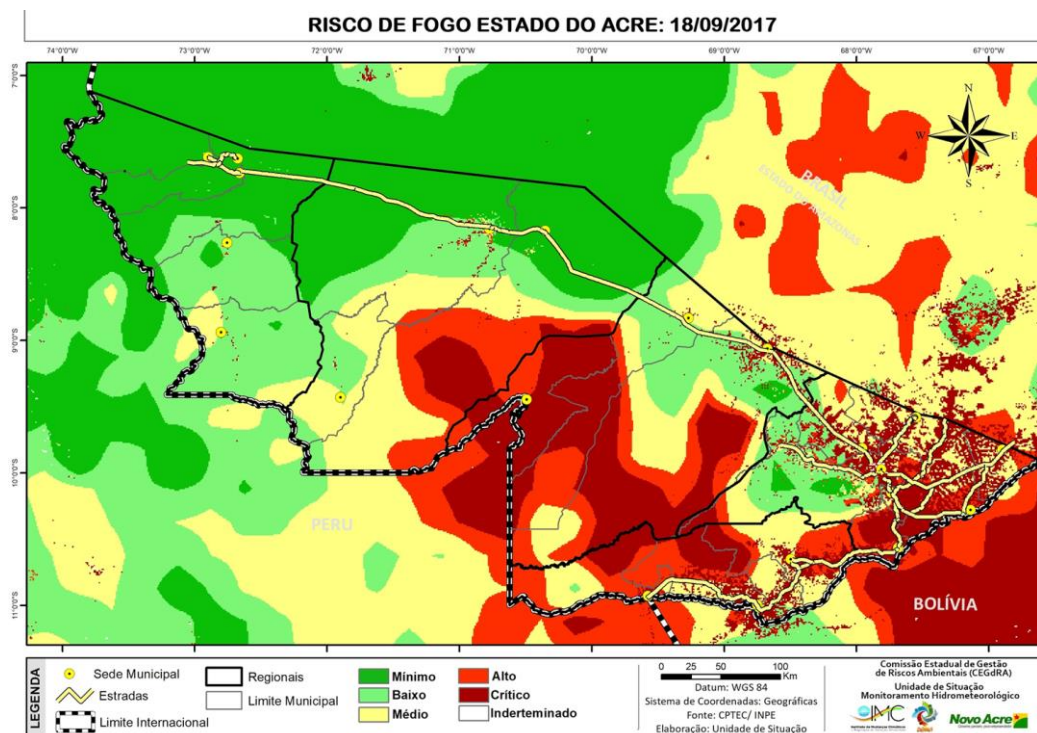 RISCO DE FOGO ESTADO DO ACRE: 18/09/2017
74°0'0"W 73°0'0"W 72°0'0"W 71°0'0"W 70°0'0"W 69°0'0"W 68°0'0"W 67°0'0"W
7°0'0"S
8°0'0"S
9°0'0"S
10°0'0"S
11°0'0"S
N
W E
S
BRASIL
ESTADO DO AMAZONAS
PERU
BOLÍVIA
LEGENDA
Sede Municipal
Estradas
Limite Internacional
Regionais
Limite Municipal
Mínimo
Baixo
Médio
Alto
Crítico
Inderteminado
0 25 50 100
Km
Datum: WGS 84
Sistema de Coordenadas: Geográficas
Fonte: CPTEC/ INPE
Elaboração: Unidade de Situação
Comissão Estadual de Gestão
de Riscos Ambientais (CEGdRA)
Unidade de Situação
Monitoramento Hidrometeorológico
IMC
Novo Acre